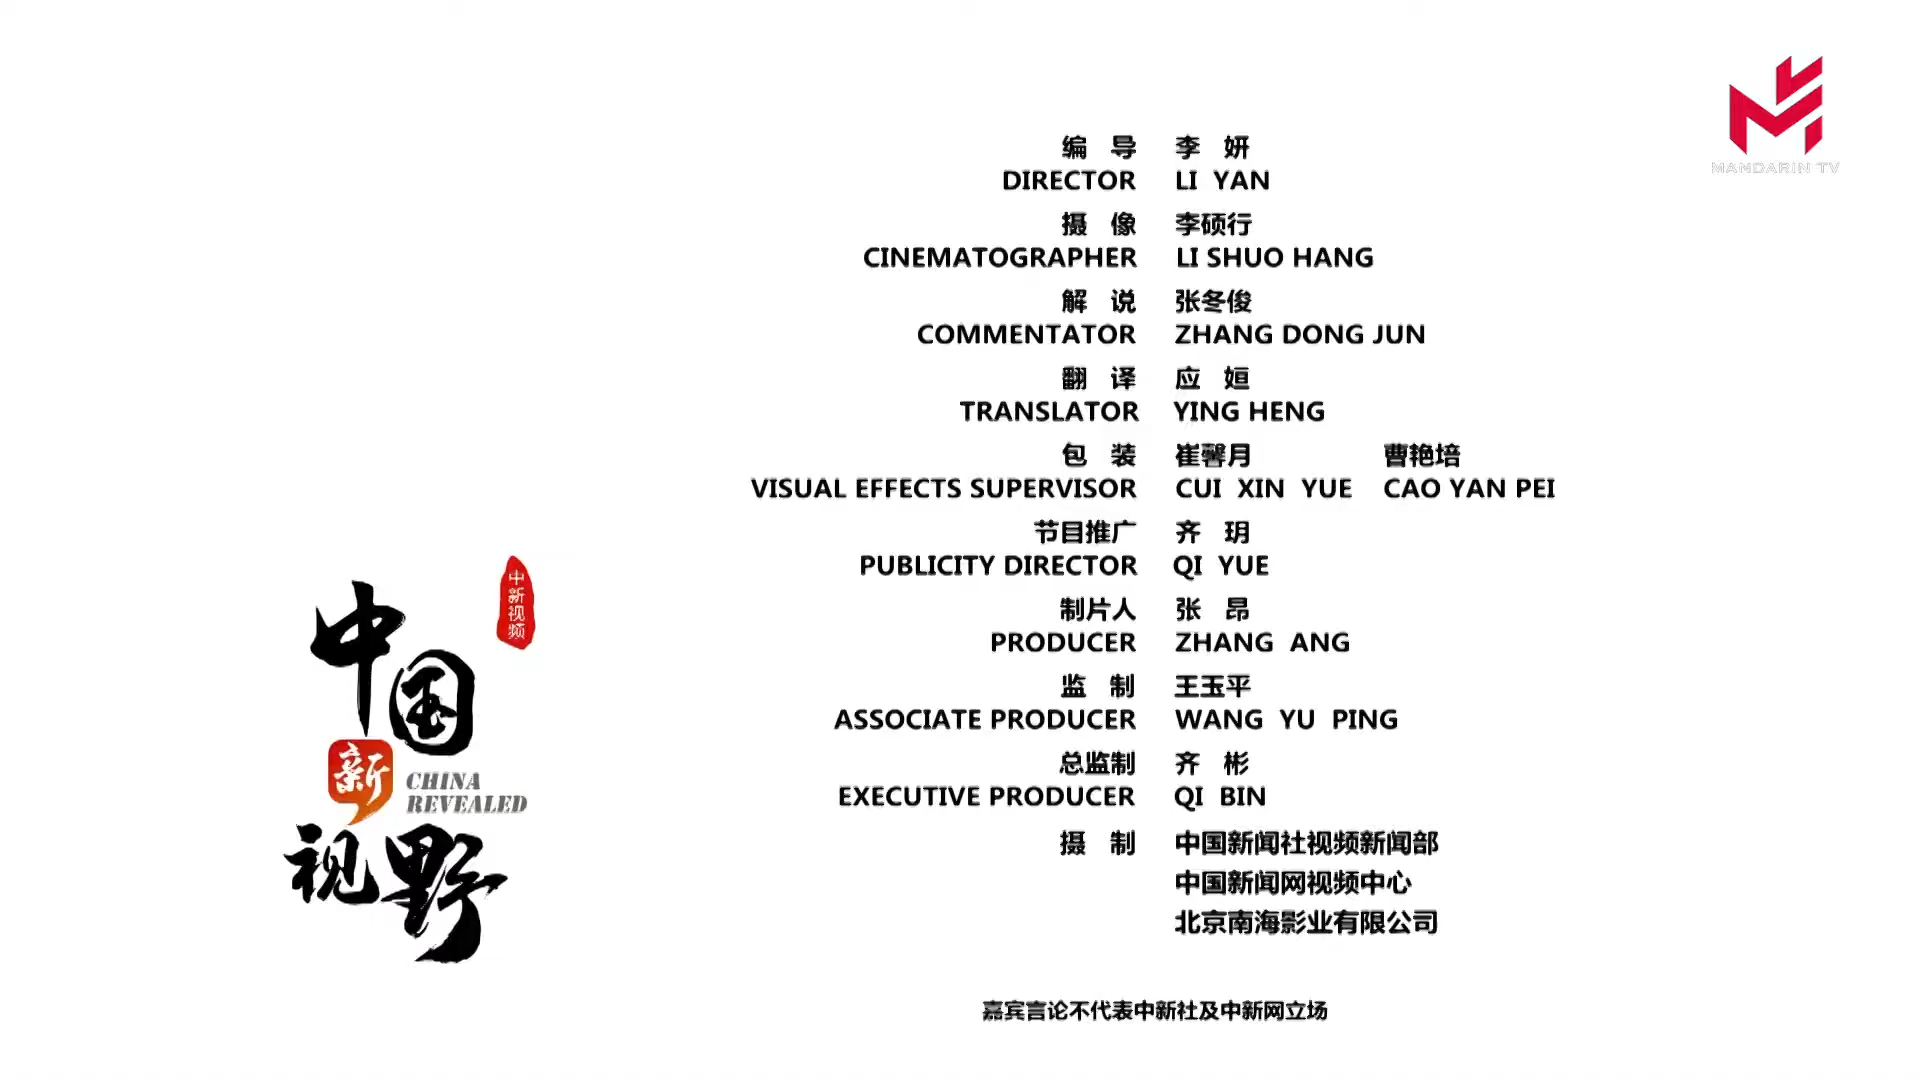 MANDARIN TV
编 导 李 妍
DIRECTOR LI YAN
摄 像 李硕行
CINEMATOGRAPHER LI SHUO HANG
解 说 张冬俊
COMMENTATOR ZHANG DONG JUN
翻 译 应 姮
TRANSLATOR YING HENG
包 装 崔馨月 曹艳培
VISUAL EFFECTS SUPERVISOR CUI XIN YUE CAO YAN PEI
节目推广 齐 玥
PUBLICITY DIRECTOR QI YUE
制片人 张 昂
PRODUCER ZHANG ANG
监 制 王玉平
ASSOCIATE PRODUCER WANG YU PING
总监制 齐 彬
EXECUTIVE PRODUCER QI BIN
摄 制 中国新闻社视频新闻部
中国新闻网视频中心
北京南海影业有限公司
嘉宾言论不代表中新社及中新网立场
中新视频
中国
新
CHINA
REVEALED
视野